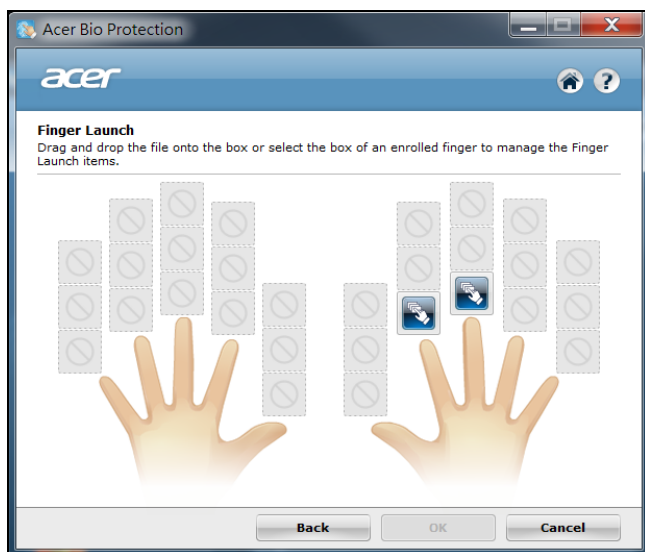 Acer Bio Protection
acer
?
Finger Launch
Drag and drop the file onto the box or select the box of an enrolled finger to manage the Finger
Launch items.
Back
OK
Cancel